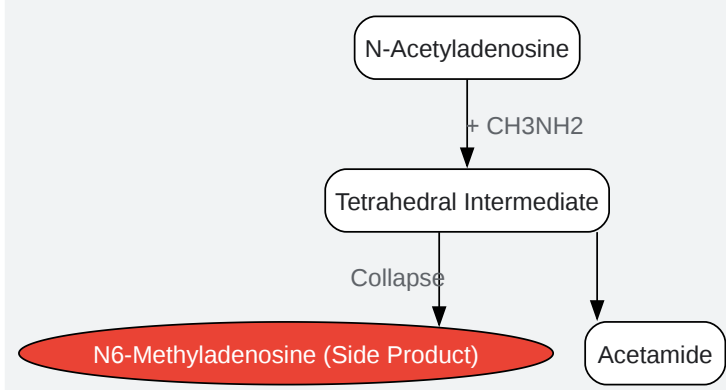 N-Acetyladenosine
+ CH3NH2
Tetrahedral Intermediate
Collapse
N6-Methyladenosine (Side Product)
Acetamide